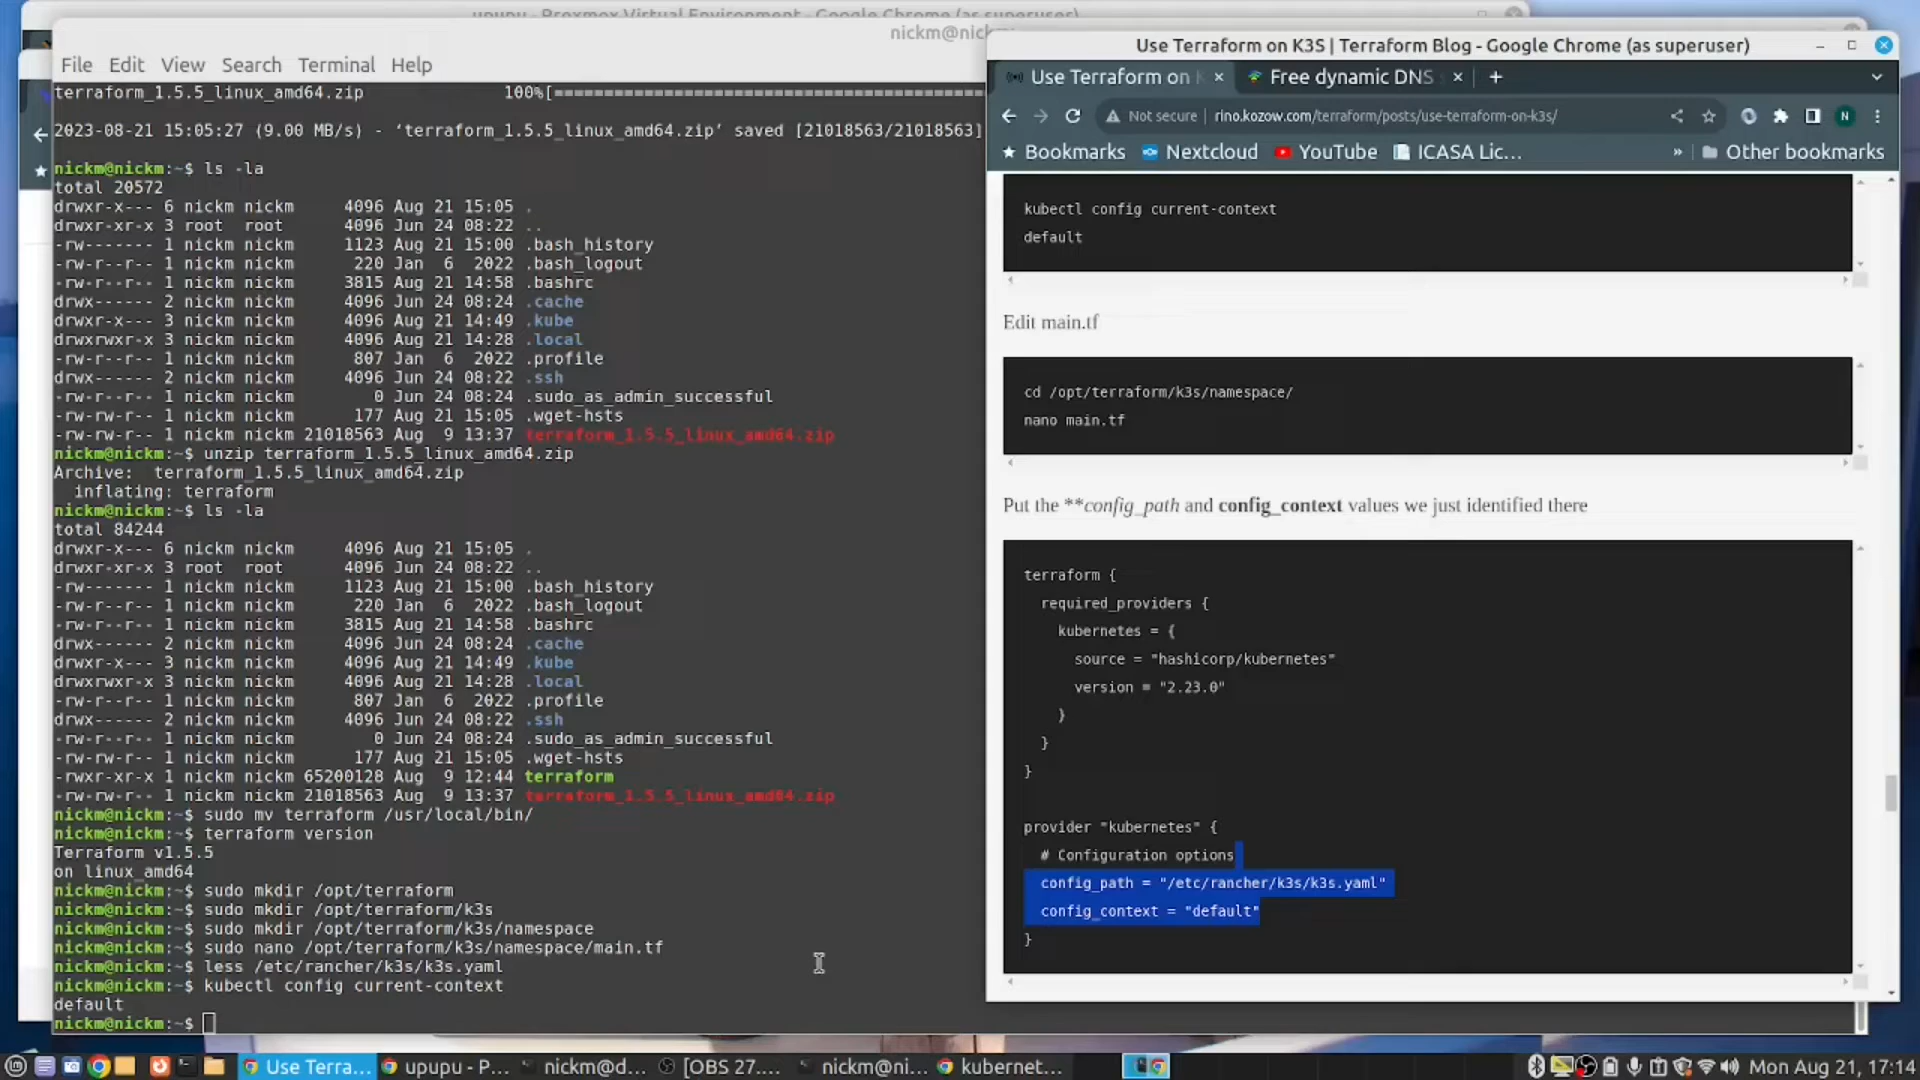 upupu - Proxmox Virtual Environment - Google Chrome (as superuser)
nickm@nick
File Edit View Search Terminal Help
terraform_1.5.5_linux_amd64.zip 100%[===========================================
2023-08-21 15:05:27 (9.00 MB/s) - ‘terraform_1.5.5_linux_amd64.zip’ saved [21018563/21018563]
nickm@nickm:~$ ls -la
total 20572
drwxr-x--- 6 nickm nickm 4096 Aug 21 15:05 .
drwxr-xr-x 3 root root 4096 Jun 24 08:22 ..
-rw------- 1 nickm nickm 1123 Aug 21 15:00 .bash_history
-rw-r--r-- 1 nickm nickm 220 Jan 6 2022 .bash_logout
-rw-r--r-- 1 nickm nickm 3815 Aug 21 14:58 .bashrc
drwx------ 2 nickm nickm 4096 Jun 24 08:24 .cache
drwxr-x--- 3 nickm nickm 4096 Aug 21 14:49 .kube
drwxrwxr-x 3 nickm nickm 4096 Aug 21 14:28 .local
-rw-r--r-- 1 nickm nickm 807 Jan 6 2022 .profile
drwx------ 2 nickm nickm 4096 Jun 24 08:22 .ssh
-rw-r--r-- 1 nickm nickm 0 Jun 24 08:24 .sudo_as_admin_successful
-rw-rw-r-- 1 nickm nickm 177 Aug 21 15:05 .wget-hsts
-rw-rw-r-- 1 nickm nickm 21018563 Aug 9 13:37 terraform_1.5.5_linux_amd64.zip
nickm@nickm:~$ unzip terraform_1.5.5_linux_amd64.zip
Archive: terraform_1.5.5_linux_amd64.zip
inflating: terraform
nickm@nickm:~$ ls -la
total 84244
drwxr-x--- 6 nickm nickm 4096 Aug 21 15:05 .
drwxr-xr-x 3 root root 4096 Jun 24 08:22 ..
-rw------- 1 nickm nickm 1123 Aug 21 15:00 .bash_history
-rw-r--r-- 1 nickm nickm 220 Jan 6 2022 .bash_logout
-rw-r--r-- 1 nickm nickm 3815 Aug 21 14:58 .bashrc
drwx------ 2 nickm nickm 4096 Jun 24 08:24 .cache
drwxr-x--- 3 nickm nickm 4096 Aug 21 14:49 .kube
drwxrwxr-x 3 nickm nickm 4096 Aug 21 14:28 .local
-rw-r--r-- 1 nickm nickm 807 Jan 6 2022 .profile
drwx------ 2 nickm nickm 4096 Jun 24 08:22 .ssh
-rw-r--r-- 1 nickm nickm 0 Jun 24 08:24 .sudo_as_admin_successful
-rw-rw-r-- 1 nickm nickm 177 Aug 21 15:05 .wget-hsts
-rwxr-xr-x 1 nickm nickm 65200128 Aug 9 12:44 terraform
-rw-rw-r-- 1 nickm nickm 21018563 Aug 9 13:37 terraform_1.5.5_linux_amd64.zip
nickm@nickm:~$ sudo mv terraform /usr/local/bin/
nickm@nickm:~$ terraform version
Terraform v1.5.5
on linux_amd64
nickm@nickm:~$ sudo mkdir /opt/terraform
nickm@nickm:~$ sudo mkdir /opt/terraform/k3s
nickm@nickm:~$ sudo mkdir /opt/terraform/k3s/namespace
nickm@nickm:~$ sudo nano /opt/terraform/k3s/namespace/main.tf
nickm@nickm:~$ less /etc/rancher/k3s/k3s.yaml
nickm@nickm:~$ kubectl config current-context
default
nickm@nickm:~$
Use Terraform on K3S | Terraform Blog - Google Chrome (as superuser)
Use Terraform on K
Free dynamic DNS
Not secure rino.kozow.com/terraform/posts/use-terraform-on-k3s/
N
Bookmarks Nextcloud YouTube ICASA Lic... » Other bookmarks
kubectl config current-context
default
Edit main.tf
cd /opt/terraform/k3s/namespace/
nano main.tf
Put the **config_path and config_context values we just identified there
terraform {
required_providers {
kubernetes = {
source = "hashicorp/kubernetes"
version = "2.23.0"
}
}
}
provider "kubernetes" {
# Configuration options
config_path = "/etc/rancher/k3s/k3s.yaml"
config_context = "default"
}
Use Terra... upupu - P... nickm@d... [OBS 27.... nickm@ni... kubernet... Mon Aug 21, 17:14